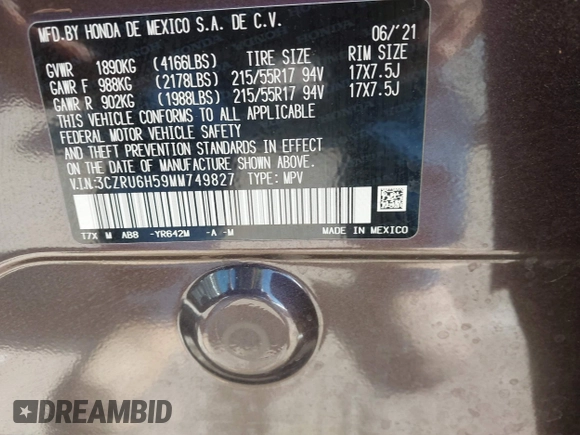 MFD.BY HONDA DE MEXICO S.A. DE C.V. 06/'21
GVWR 1890KG (4166LBS) TIRE SIZE RIM SIZE
GAWR F 988KG (2178LBS) 215/55R17 94V 17X7.5J
GAWR R 902KG (1988LBS) 215/55R17 94V 17X7.5J
THIS VEHICLE CONFORMS TO ALL APPLICABLE
FEDERAL MOTOR VEHICLE SAFETY
AND THEFT PREVENTION STANDARDS IN EFFECT
ON THE DATE OF MANUFACTURE SHOWN ABOVE.
V.I.N:3CZRU6H59MM749827 TYPE: MPV
T7X M AB8 -YR642M -A -M MADE IN MEXICO
DREAMBID